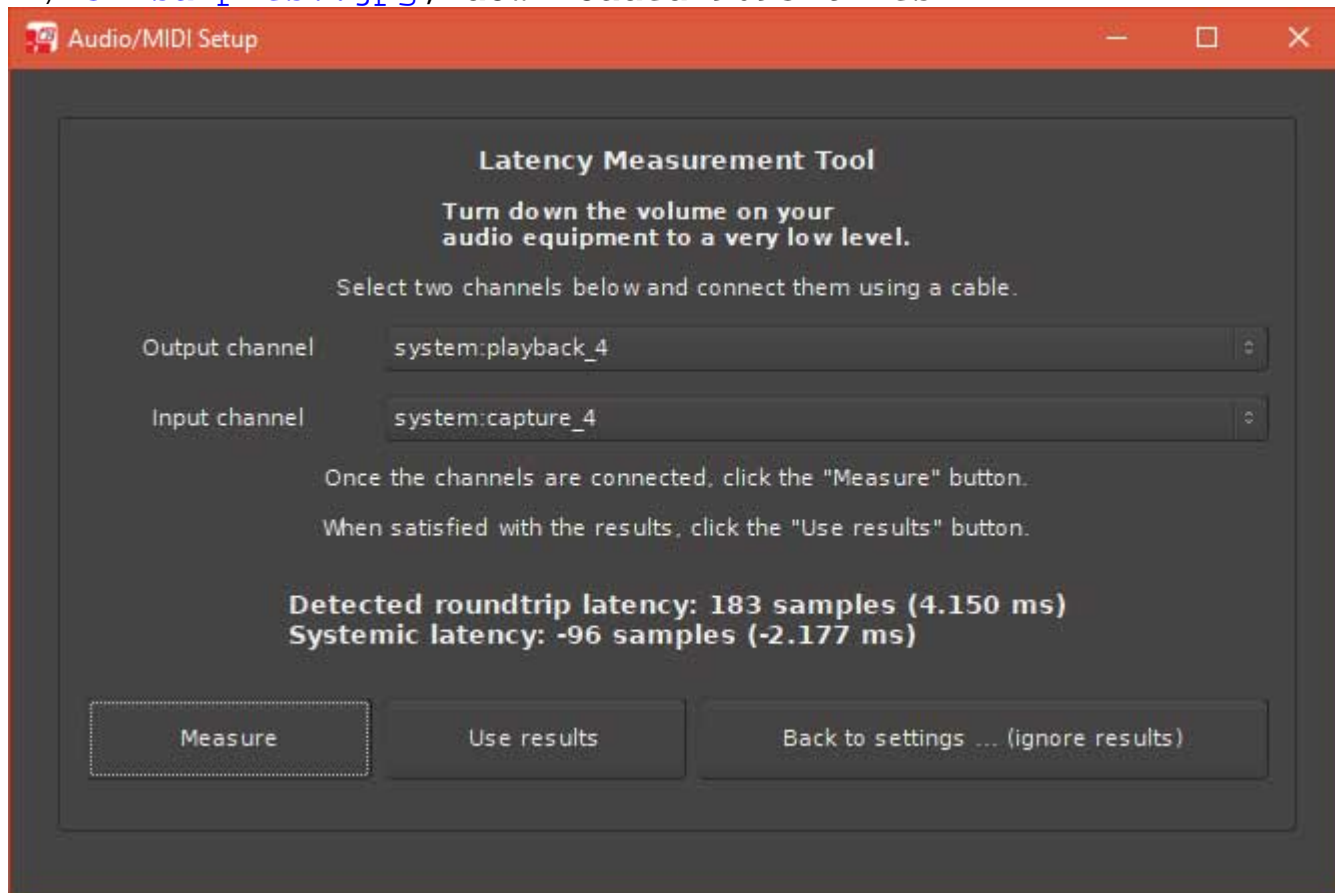 Audio/MIDI Setup
Latency Measurement Tool
Turn down the volume on your
audio equipment to a very low level.
Select two channels below and connect them using a cable.
Output channel system:playback_4
Input channel system:capture_4
Once the channels are connected, click the "Measure" button.
When satisfied with the results, click the "Use results" button.
Detected roundtrip latency: 183 samples (4.150 ms)
Systemic latency: -96 samples (-2.177 ms)
Measure Use results Back to settings ... (ignore results)